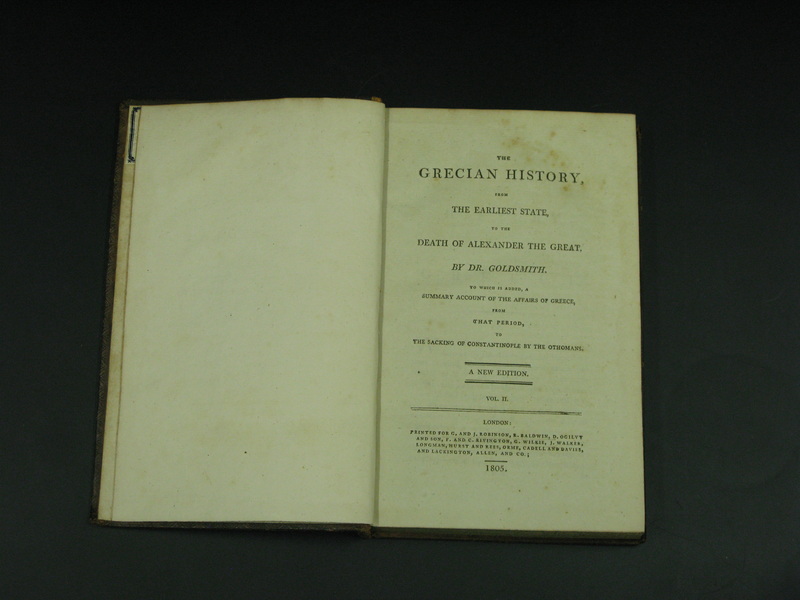 THE
GRECIAN HISTORY,
FROM
THE EARLIEST STATE,
TO THE
DEATH OF ALEXANDER THE GREAT.
BY DR. GOLDSMITH.
TO WHICH IS ADDED, A
SUMMARY ACCOUNT OF THE AFFAIRS OF GREECE,
FROM
THAT PERIOD,
TO
THE SACKING OF CONSTANTINOPLE BY THE OTHOMANS.
A NEW EDITION.
VOL. II.
LONDON:
PRINTED FOR G. AND J. ROBINSON, R. BALDWIN, D. OGILVY
AND SON, F. AND C. RIVINGTON, G. WILKIE, J. WALKER,
LONGMAN, HURST AND REES, ORME, CADELL AND DAVIES,
AND LACKINGTON, ALLEN, AND CO.;
1805.